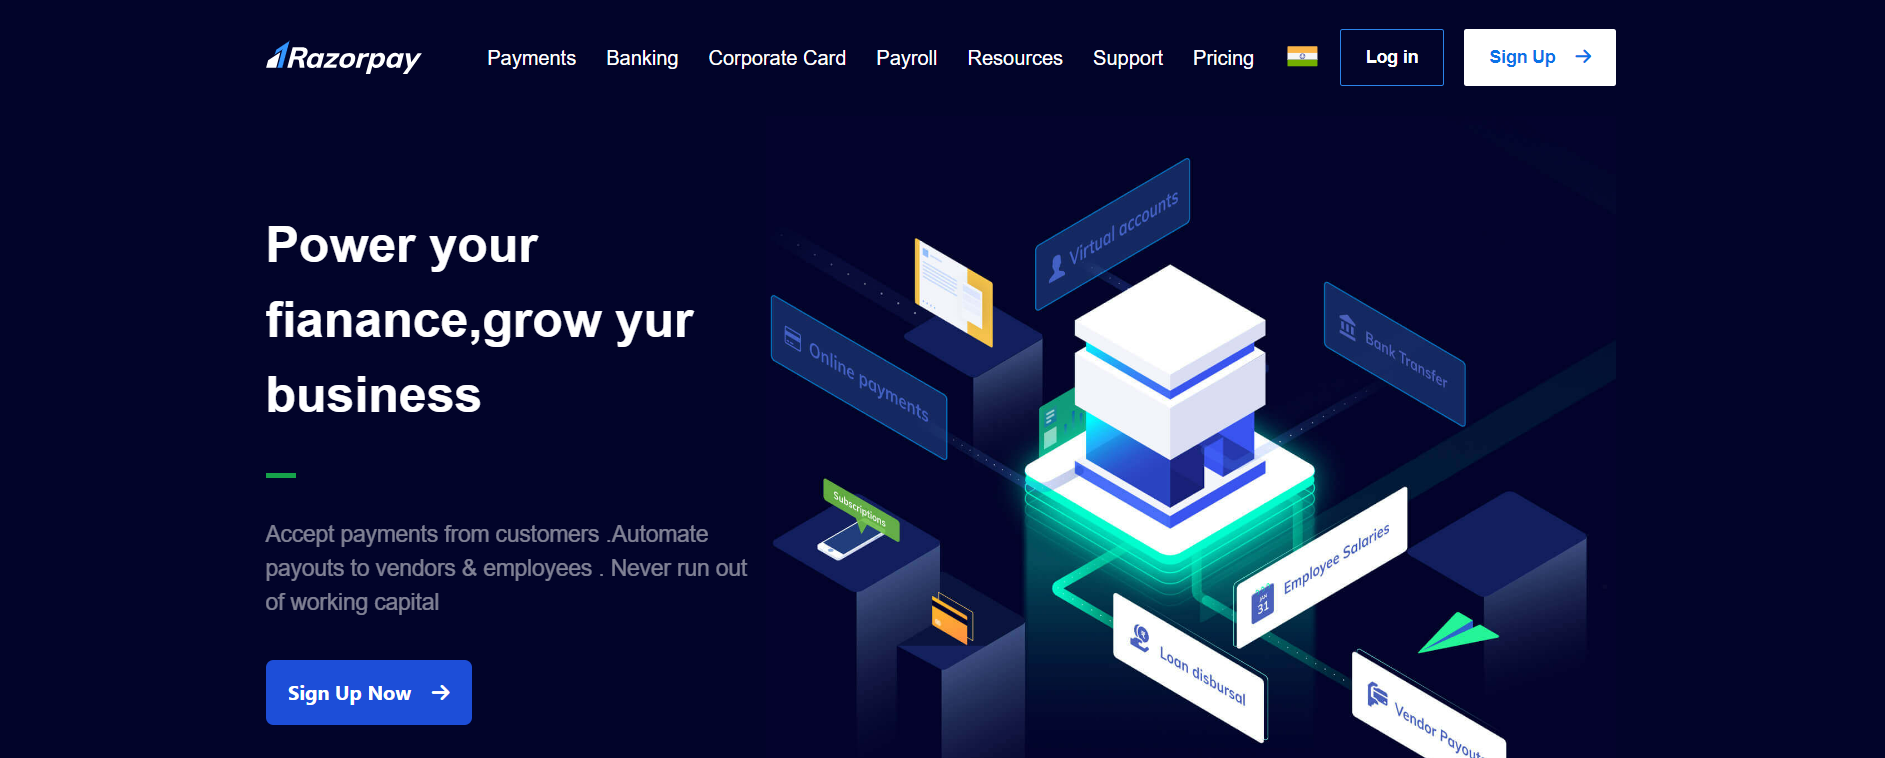 Razorpay
Payments Banking Corporate Card Payroll Resources Support Pricing Log in Sign Up
Power your
fianance,grow yur
business
Accept payments from customers .Automate
payouts to vendors & employees . Never run out
of working capital
Sign Up Now
Virtual accounts
Online payments
Bank Transfer
Subscriptions
JAN
31
Employee Salaries
Loan disbursal
Vendor